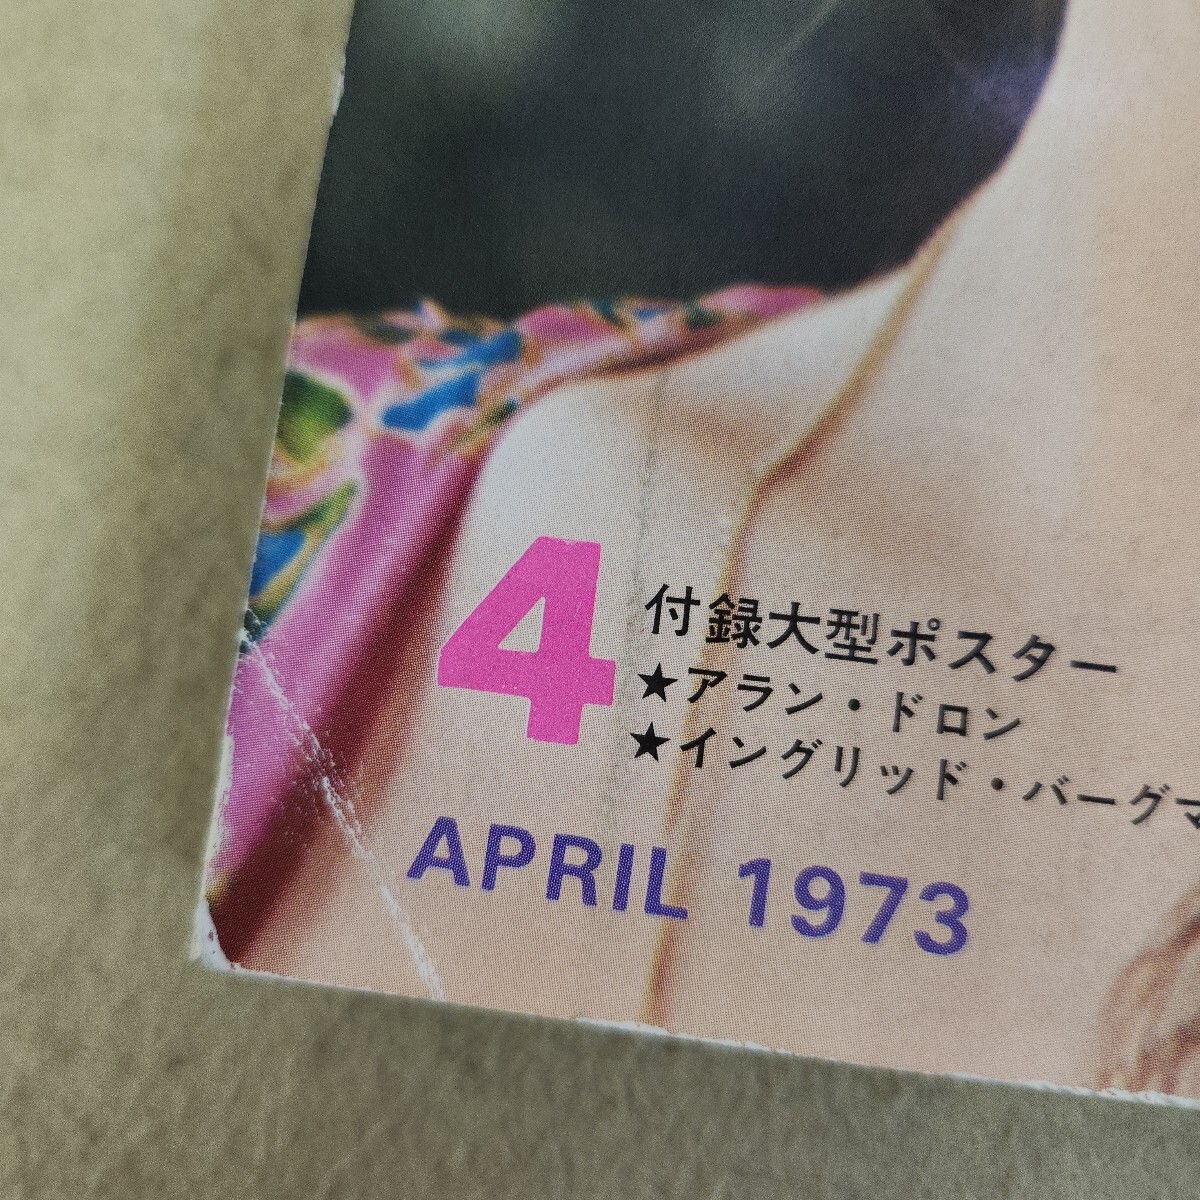 4
付録大型ポスター
★アラン・ドロン
★イングリッド・バーグマ
APRIL 1973